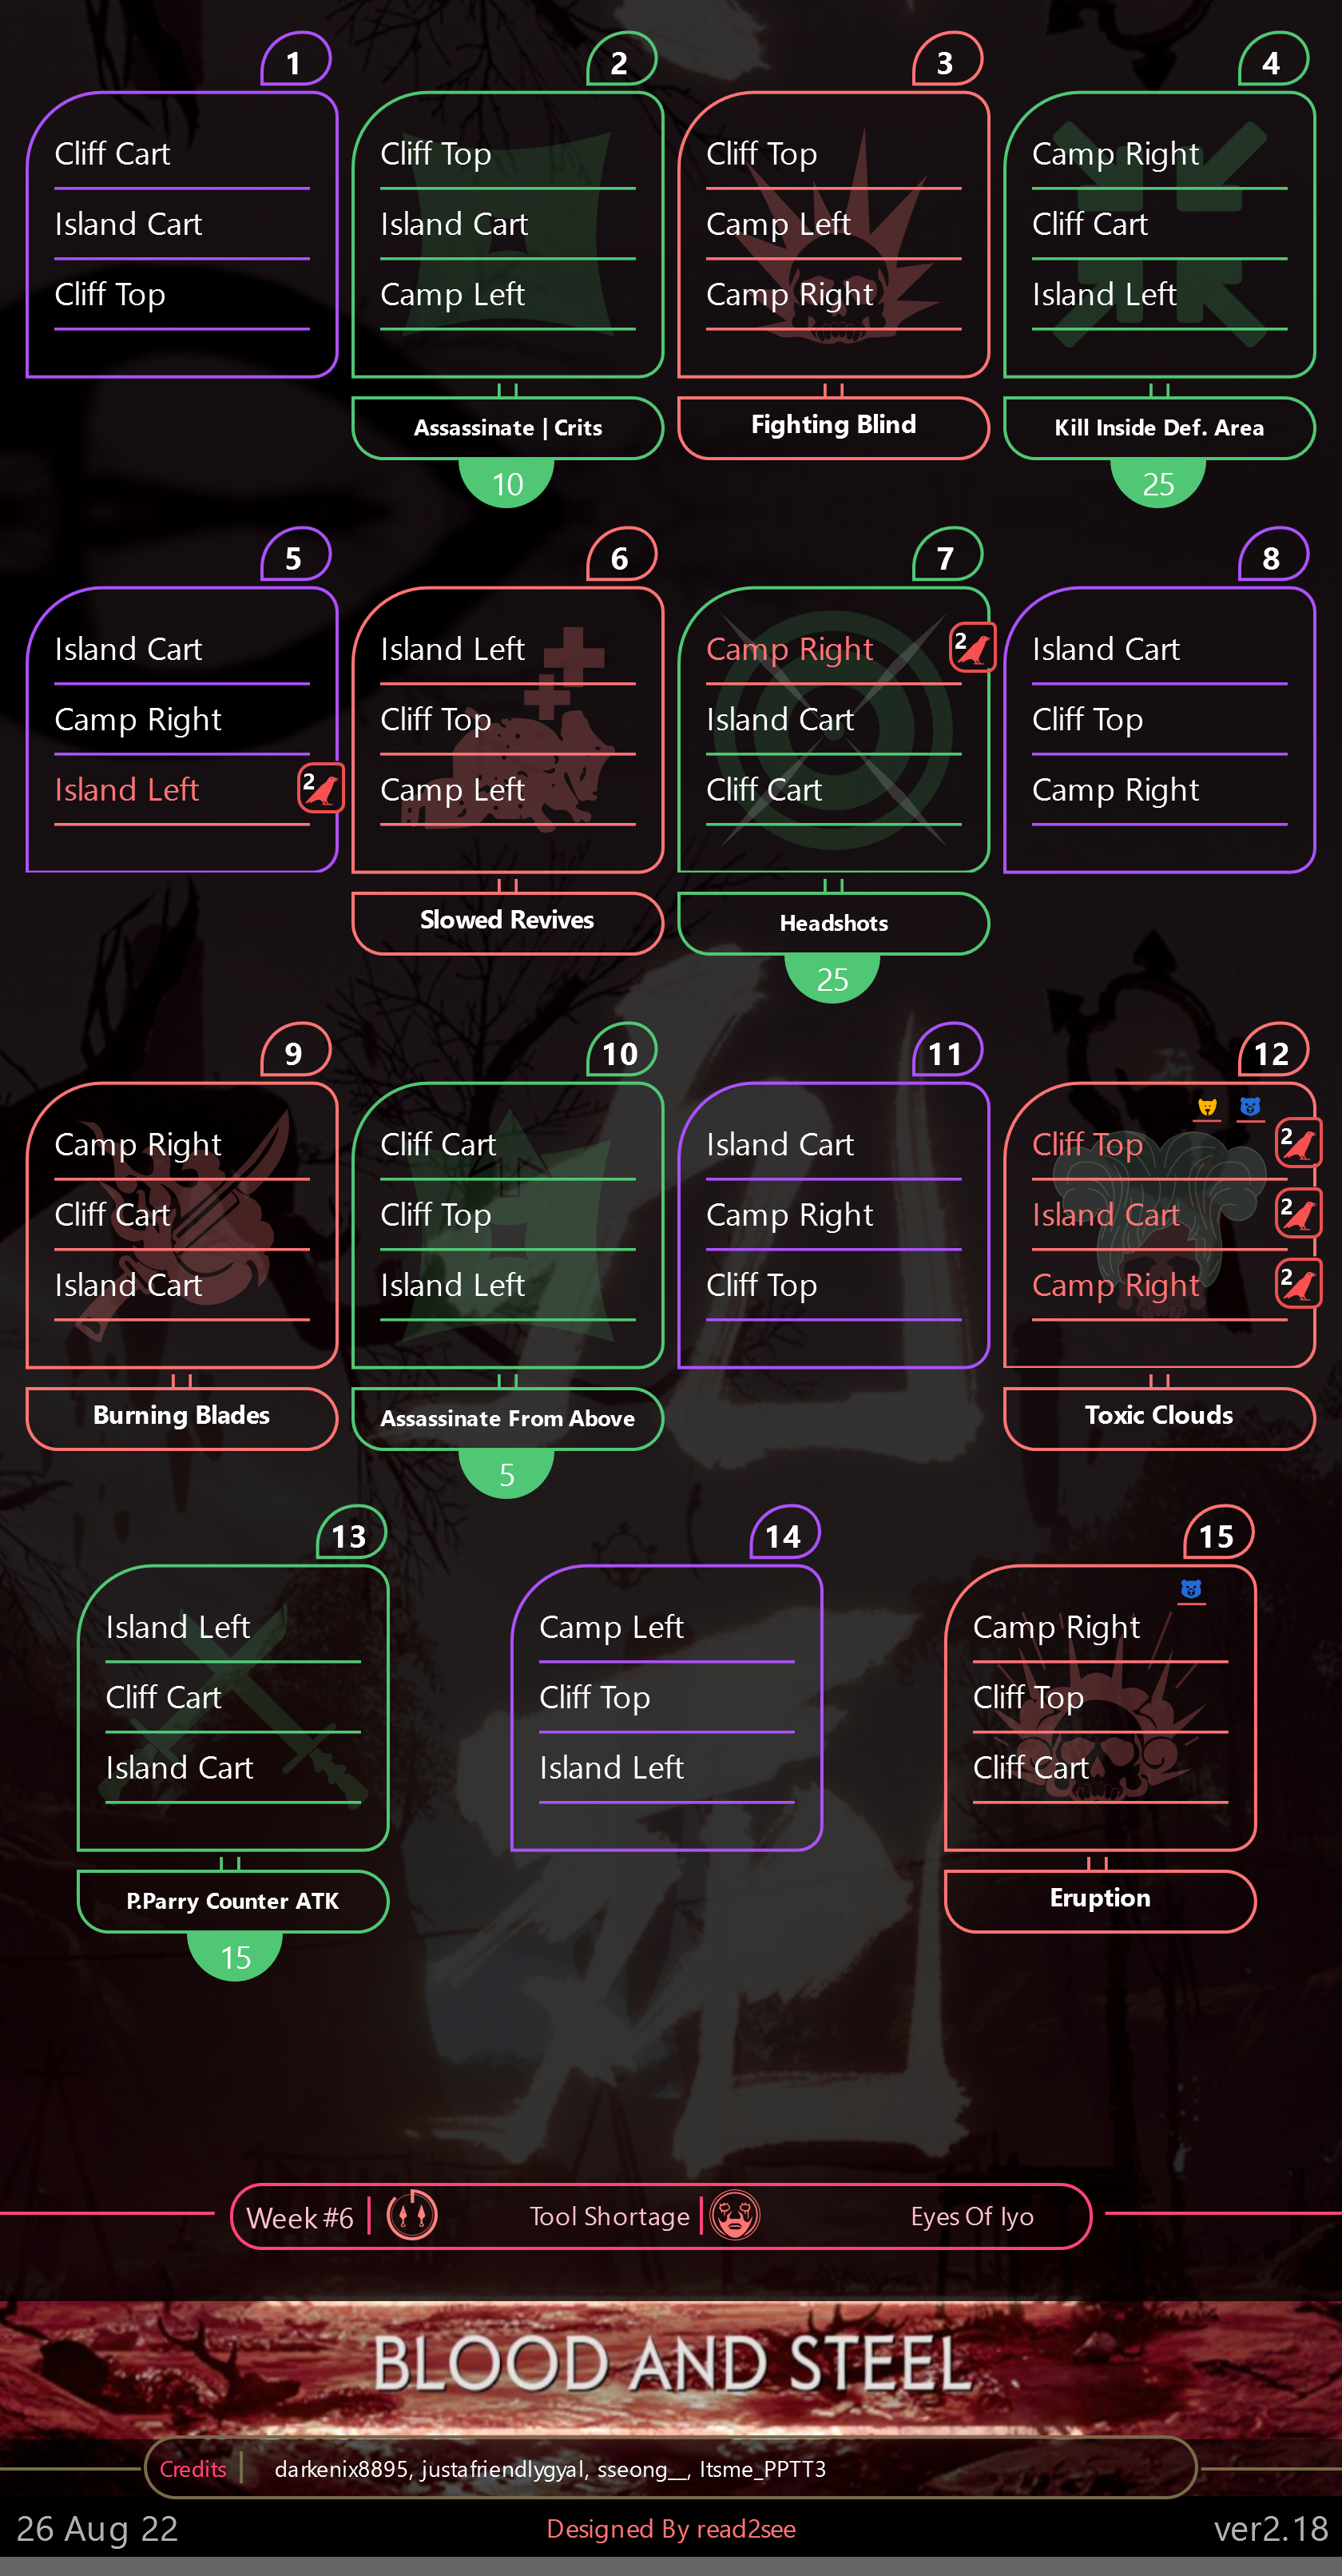 1
Cliff Cart
Island Cart
Cliff Top
2
Cliff Top
Island Cart
Camp Left
Assassinate | Crits
10
3
Cliff Top
Camp Left
Camp Right
Fighting Blind
4
Camp Right
Cliff Cart
Island Left
Kill Inside Def. Area
25
5
Island Cart
Camp Right
Island Left
2
6
Island Left
Cliff Top
Camp Left
Slowed Revives
7
Camp Right
2
Island Cart
Cliff Cart
Headshots
25
8
Island Cart
Cliff Top
Camp Right
9
Camp Right
Cliff Cart
Island Cart
Burning Blades
10
Cliff Cart
Cliff Top
Island Left
Assassinate From Above
5
11
Island Cart
Camp Right
Cliff Top
12
Cliff Top
2
Island Cart
2
Camp Right
2
Toxic Clouds
13
Island Left
Cliff Cart
Island Cart
P.Parry Counter ATK
15
14
Camp Left
Cliff Top
Island Left
15
Camp Right
Cliff Top
Cliff Cart
Eruption
Week #6 | Tool Shortage | Eyes Of Iyo
BLOOD AND STEEL
Credits | darkenix8895, justafriendlygyal, sseong__, Itsme_PPTT3
26 Aug 22
Designed By read2see
ver2.18